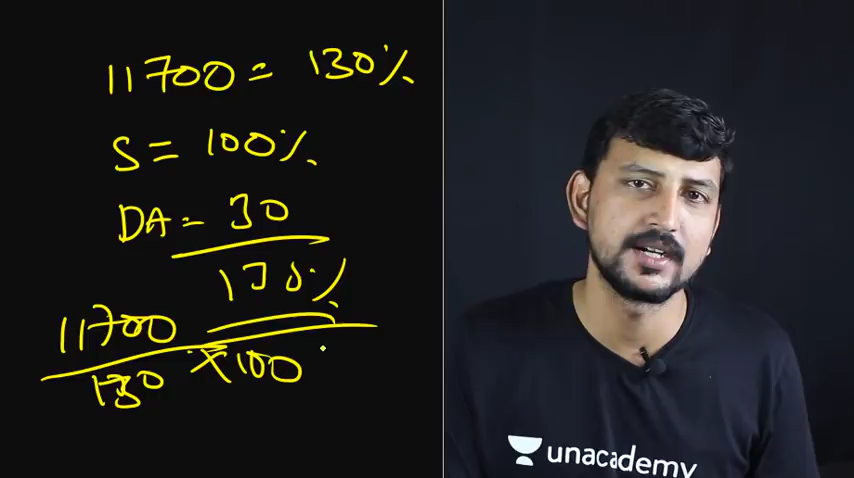 11700 = 130%
S = 100%
DA = 30
130%
11700
130 × 100
unacademy